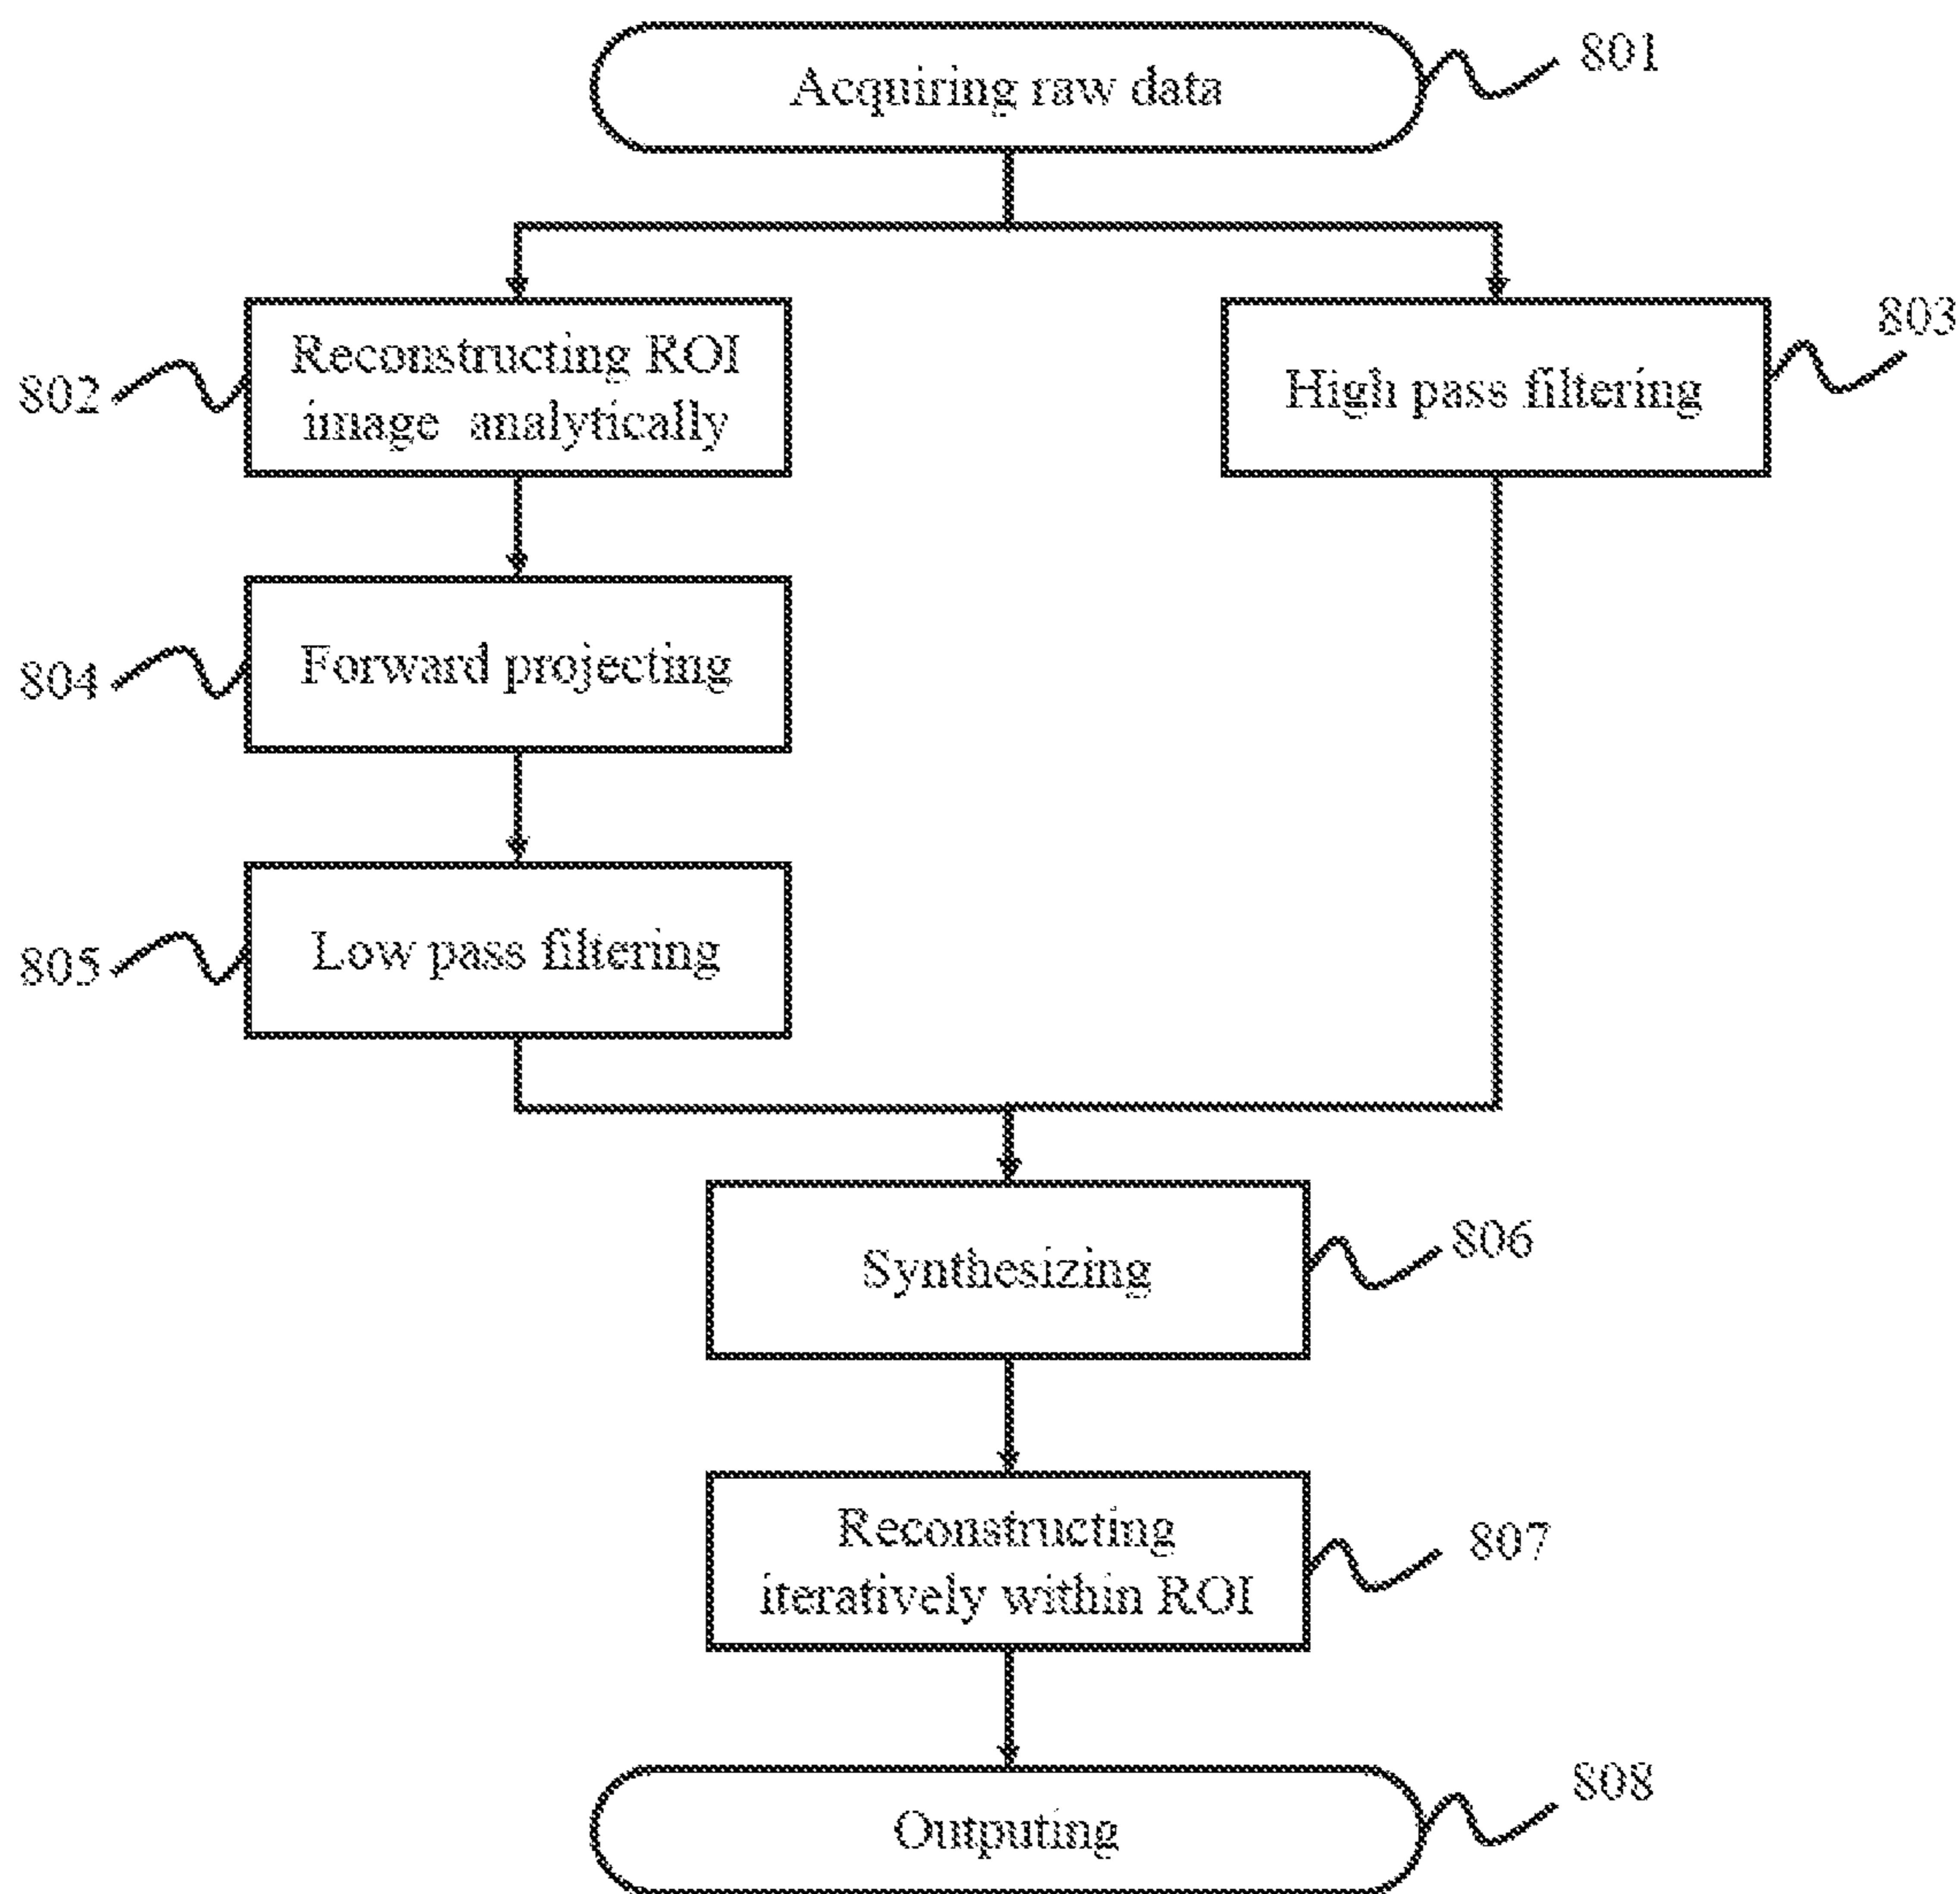 Acquiring raw data
801
Reconstructing ROI
image analytically
802
High pass filtering
803
Forward projecting
804
Low pass filtering
805
Synthesizing
806
Reconstructing
iteratively within ROI
807
Outputing
808